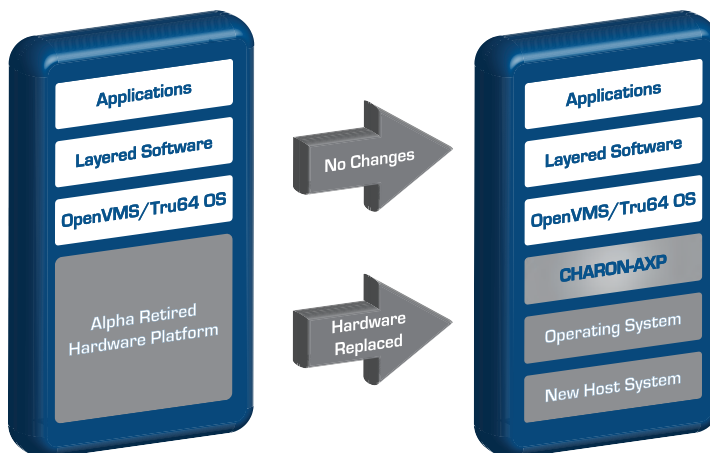 Applications
Layered Software
OpenVMS/Tru64 OS
Alpha Retired
Hardware Platform
No Changes
Hardware
Replaced
Applications
Layered Software
OpenVMS/Tru64 OS
CHARON-AXP
Operating System
New Host System